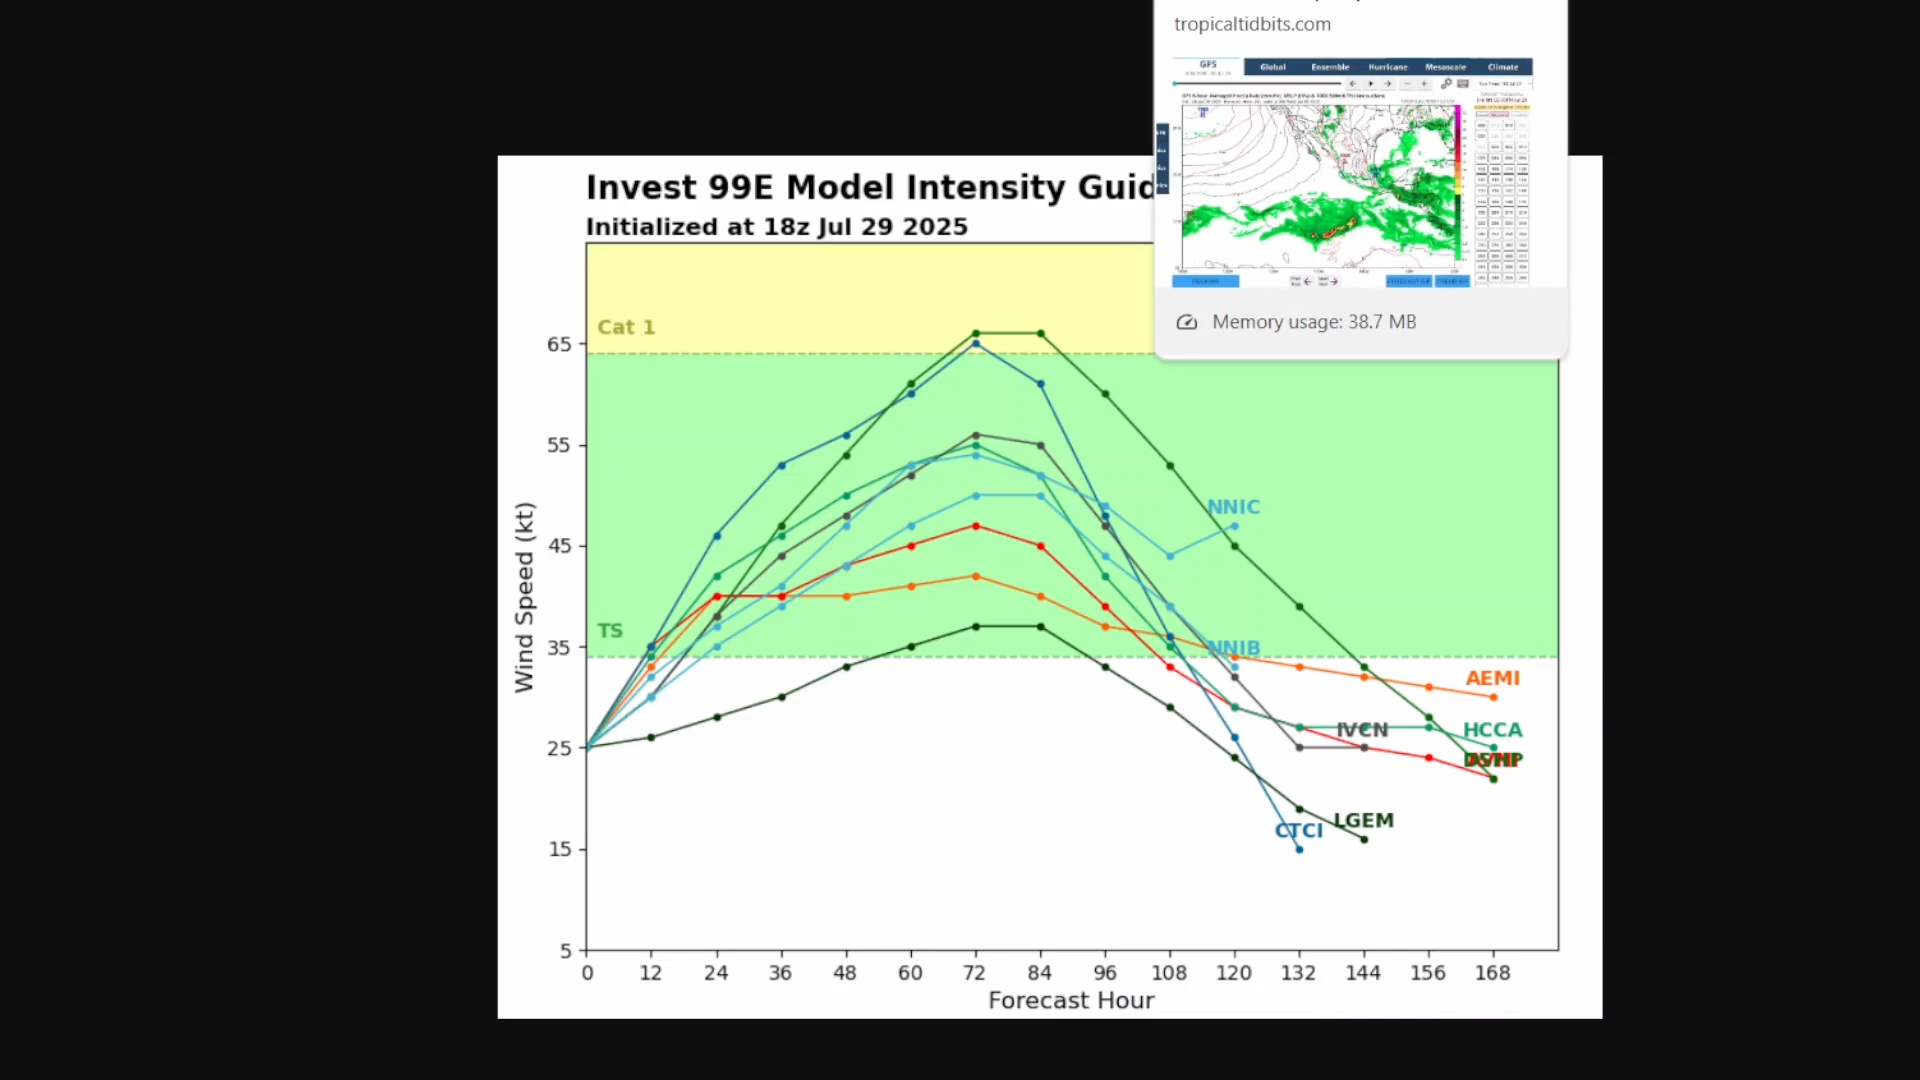 tropicaltidbits.com
GFS
Global Ensemble Hurricane Mesoscale Climate
Memory usage: 38.7 MB
Invest 99E Model Intensity Guid
Initialized at 18z Jul 29 2025
Cat 1
TS
65
55
45
35
25
15
5
Wind Speed (kt)
NNIC
NNIB
AEMI
IVCN
HCCA
CTCI
LGEM
0 12 24 36 48 60 72 84 96 108 120 132 144 156 168
Forecast Hour